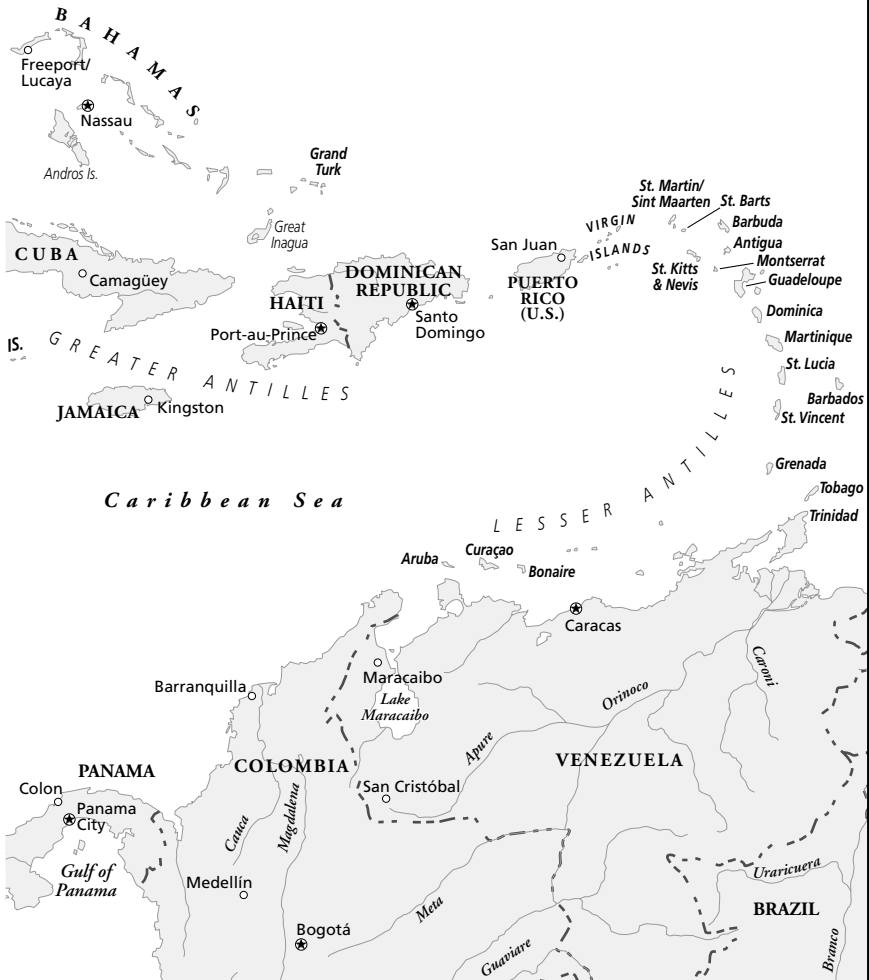 BAHAMAS
Freeport/
Lucaya
Nassau
Andros Is.
Grand
Turk
Great
Inagua
CUBA
Camagüey
HAITI
Port-au-Prince
DOMINICAN
REPUBLIC
Santo
Domingo
San Juan
PUERTO
RICO
(U.S.)
VIRGIN
ISLANDS
St. Martin/
Sint Maarten
St. Barts
Barbuda
Antigua
Montserrat
St. Kitts
& Nevis
Guadeloupe
Dominica
Martinique
St. Lucia
Barbados
St. Vincent
Grenada
Tobago
Trinidad
IS.
GREATER ANTILLES
JAMAICA
Kingston
LESSER ANTILLES
Caribbean Sea
Aruba
Curaçao
Bonaire
Caracas
Maracaibo
Lake
Maracaibo
Barranquilla
Caroni
Orinoco
Apure
VENEZUELA
COLOMBIA
San Cristóbal
PANAMA
Colon
Panama
City
Gulf of
Panama
Cauca
Magdalena
Medellín
Bogotá
Meta
Guaviare
Uraricuera
BRAZIL
Branco